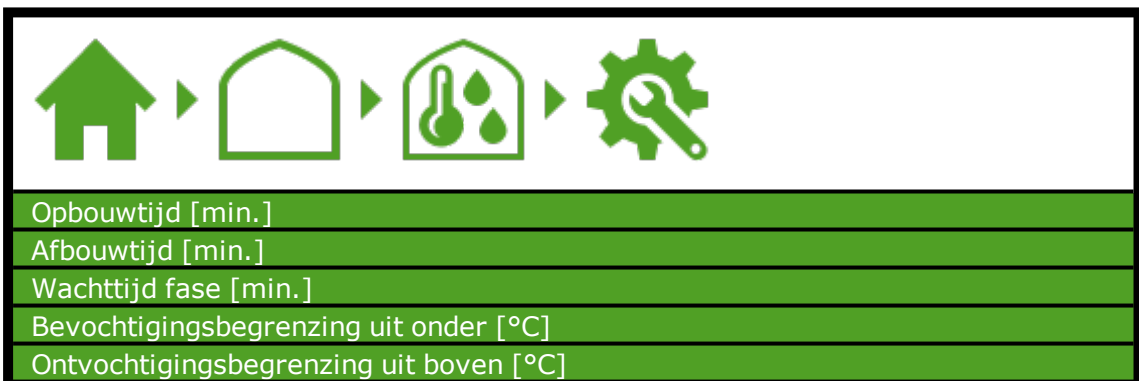 Opbouwtijd [min.]
Afbouwtijd [min.]
Wachttijd fase [min.]
Bevochtigingsbegrenzing uit onder [°C]
Ontvochtigingsbegrenzing uit boven [°C]